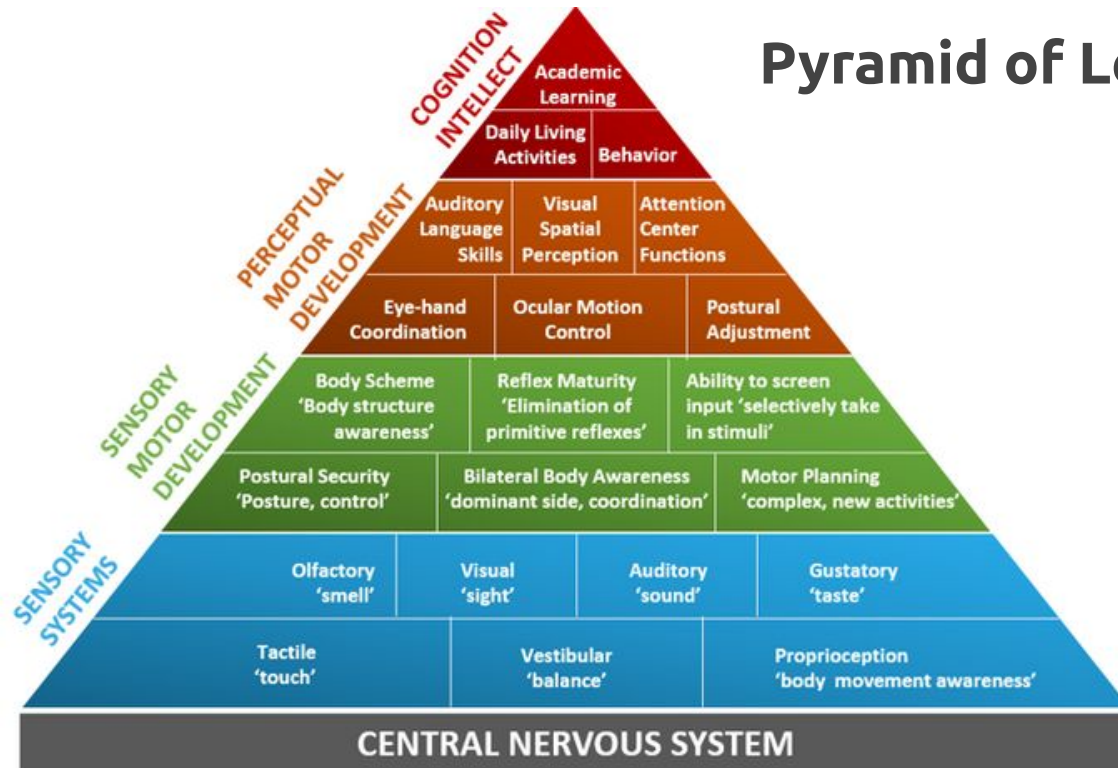 Pyramid of Le
COGNITION
INTELLECT
Academic
Learning
Daily Living
Activities
Behavior
PERCEPTUAL
MOTOR
DEVELOPMENT
Auditory
Language
Skills
Visual
Spatial
Perception
Attention
Center
Functions
Eye-hand
Coordination
Ocular Motion
Control
Postural
Adjustment
SENSORY
MOTOR
DEVELOPMENT
Body Scheme
‘Body structure
awareness’
Reflex Maturity
‘Elimination of
primitive reflexes’
Ability to screen
input ‘selectively take
in stimuli’
Postural Security
‘Posture, control’
Bilateral Body Awareness
‘dominant side, coordination’
Motor Planning
‘complex, new activities’
SENSORY
SYSTEMS
Olfactory
‘smell’
Visual
‘sight’
Auditory
‘sound’
Gustatory
‘taste’
Tactile
‘touch’
Vestibular
‘balance’
Proprioception
‘body movement awareness’
CENTRAL NERVOUS SYSTEM